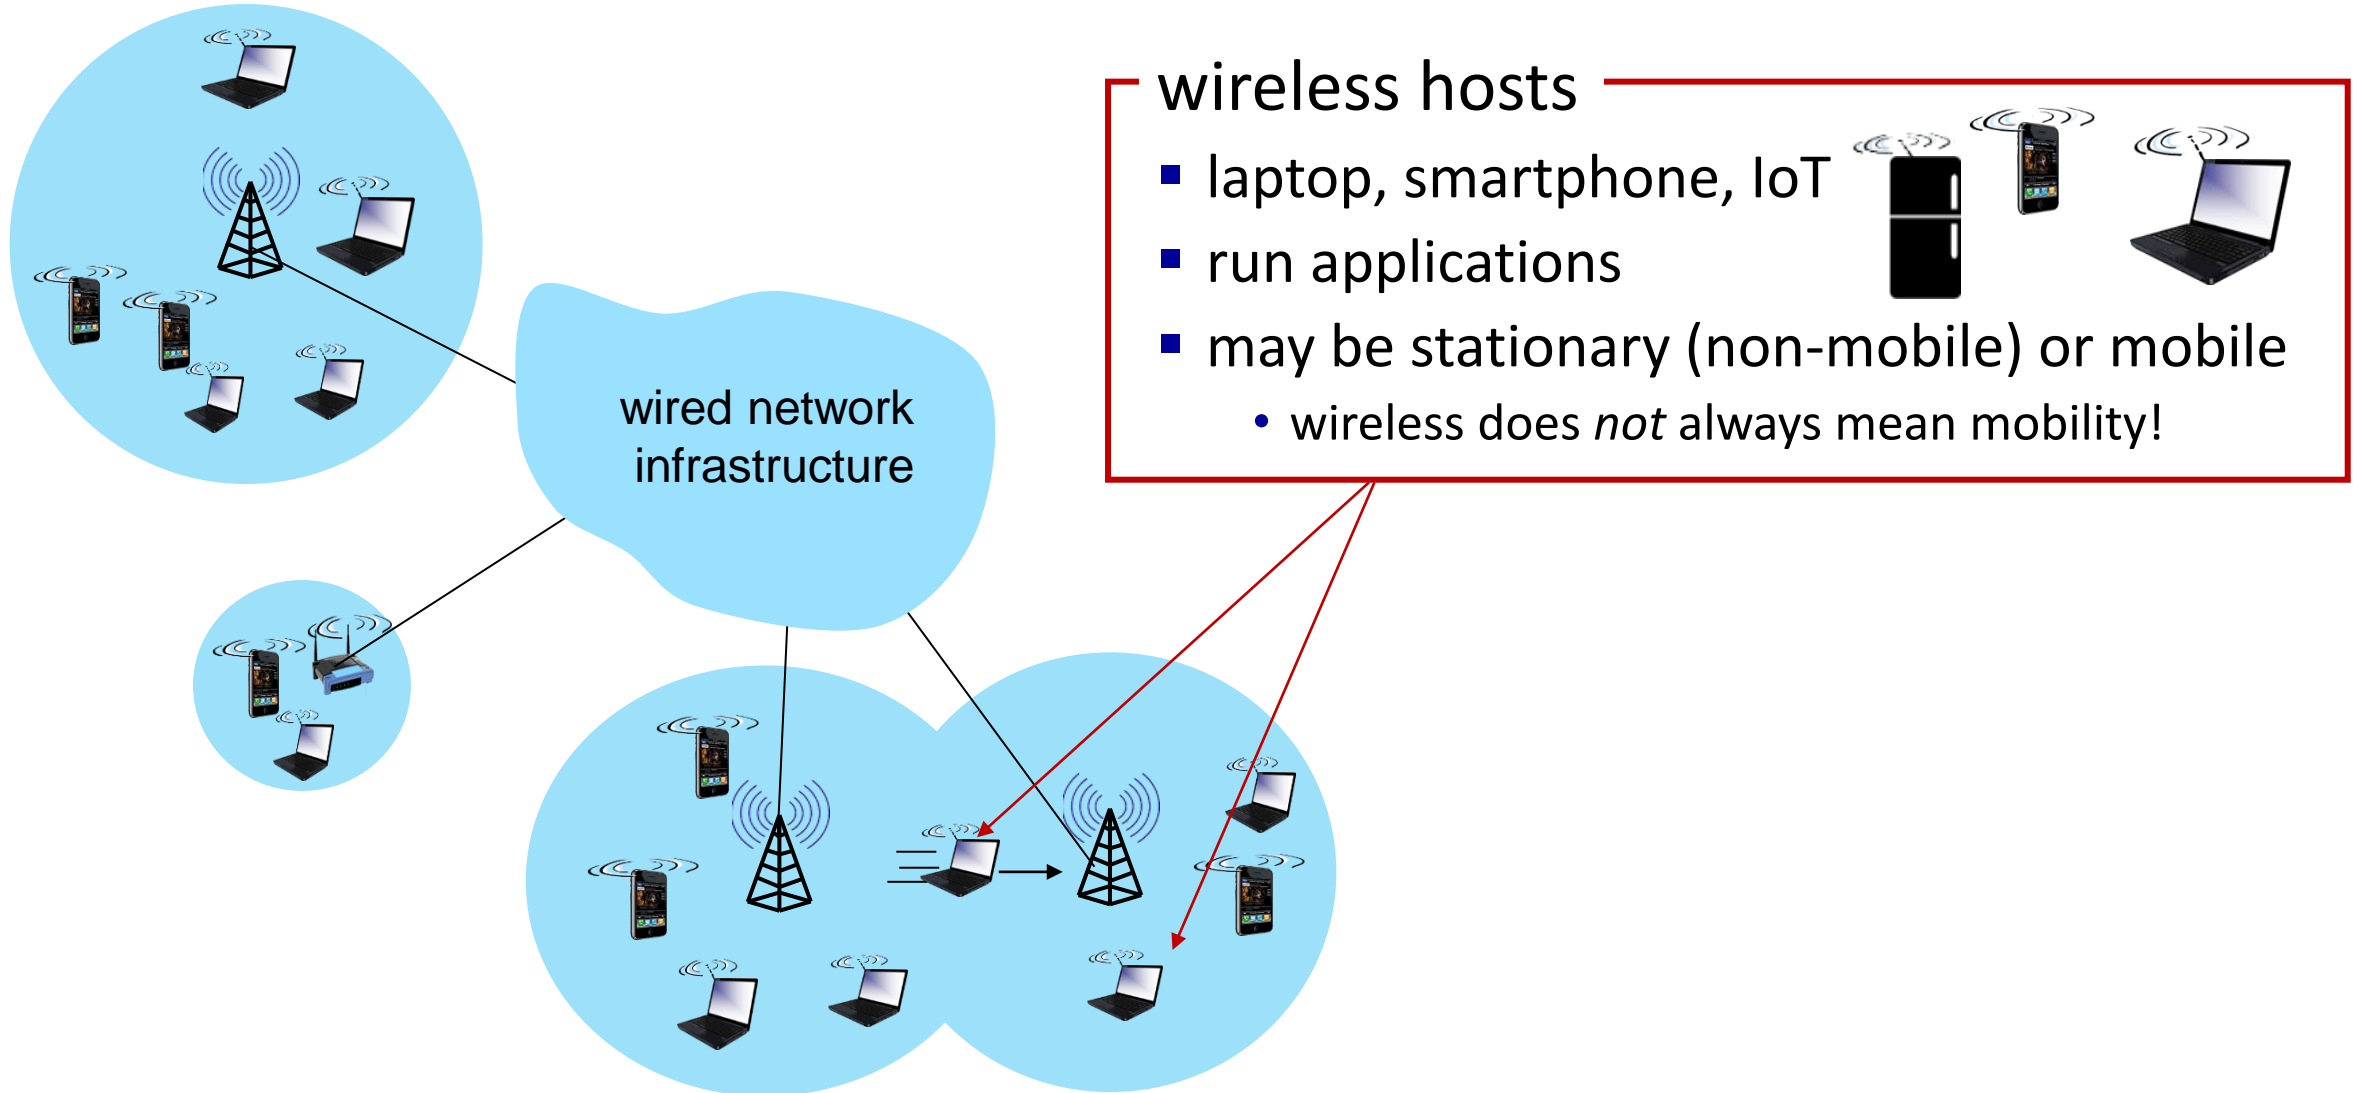 wireless hosts
laptop, smartphone, IoT
run applications
may be stationary (non-mobile) or mobile
wireless does not always mean mobility!
wired network
infrastructure